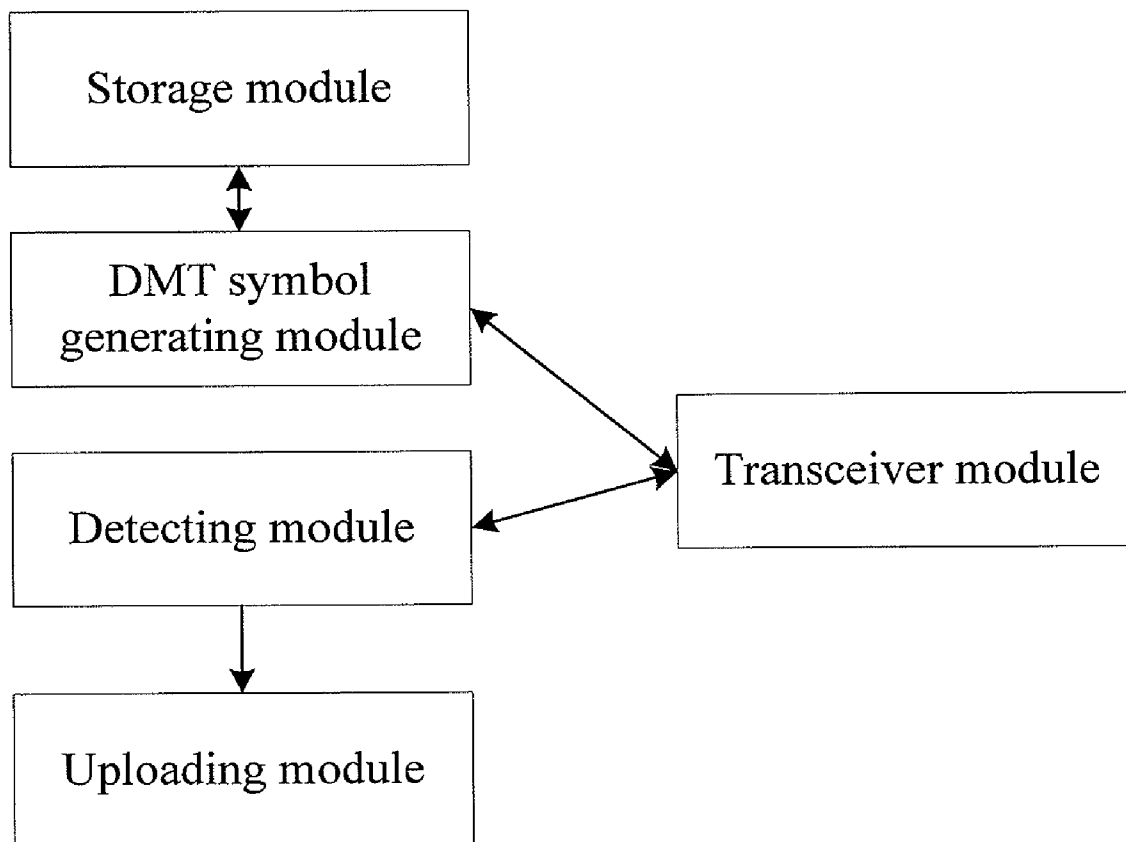 Storage module
DMT symbol
generating module
Transceiver module
Detecting module
Uploading module